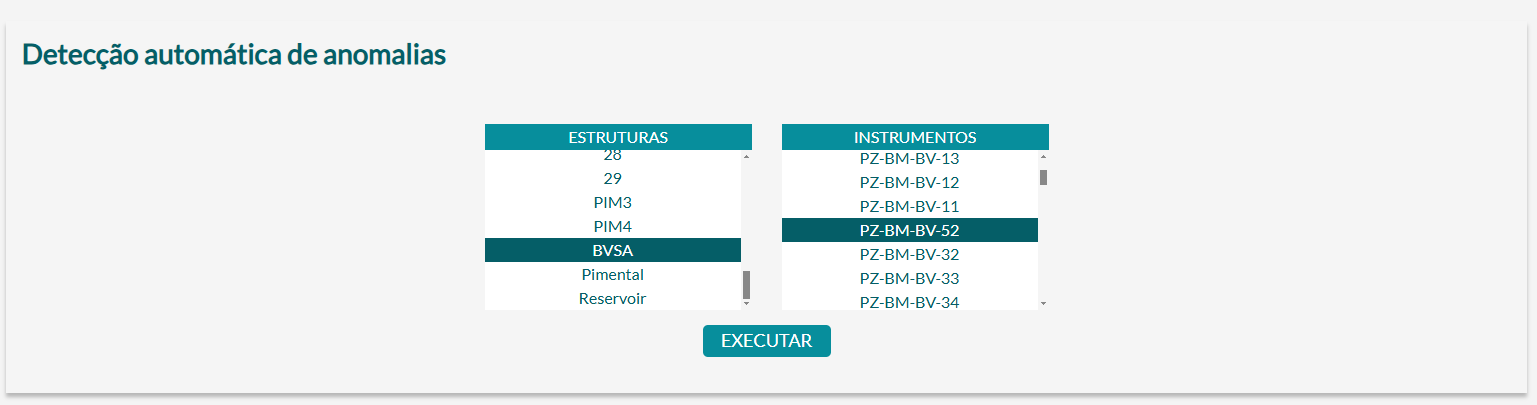 Detecção automática de anomalias
ESTRUTURAS
28
29
PIM3
PIM4
BVSA
Pimental
Reservoir
INSTRUMENTOS
PZ-BM-BV-13
PZ-BM-BV-12
PZ-BM-BV-11
PZ-BM-BV-52
PZ-BM-BV-32
PZ-BM-BV-33
PZ-BM-BV-34
EXECUTAR